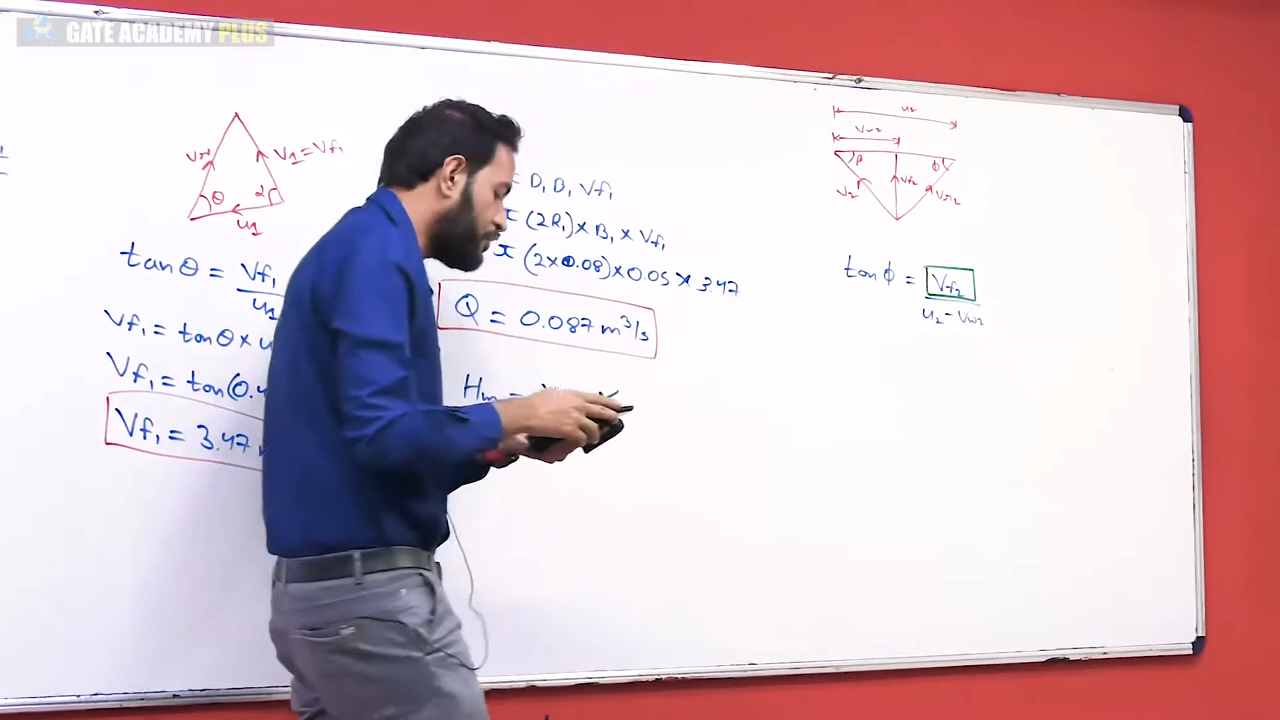 GATE ACADEMY PLUS
Vr1
V1 = Vf1
θ
α
u1
tan θ = Vf1
u1
Vf1 = tan θ ×
Vf1 = tan(0.
Vf1 = 3.47
= D1 B1 Vf1
π (2R1) × B1 × Vf1
π (2×0.08) × 0.05 × 3.47
Q = 0.087 m³/s
Hm =
u2
Vw2
β
Φ
V2
Vf2
Vr2
tan Φ = Vf2
u2 - Vw2